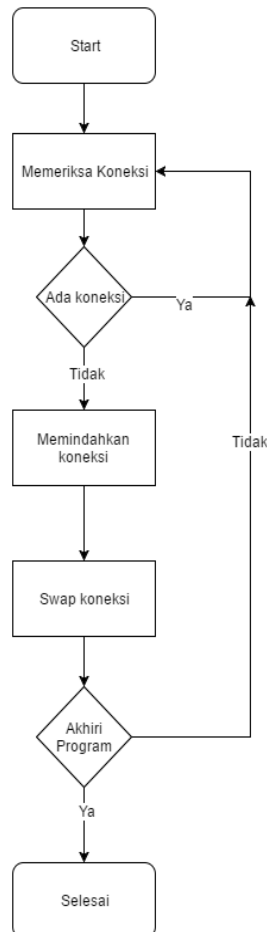 Start
Memeriksa Koneksi
Ada koneksi
Ya
Tidak
Memindahkan
koneksi
Tidak
Swap koneksi
Akhiri
Program
Ya
Selesai